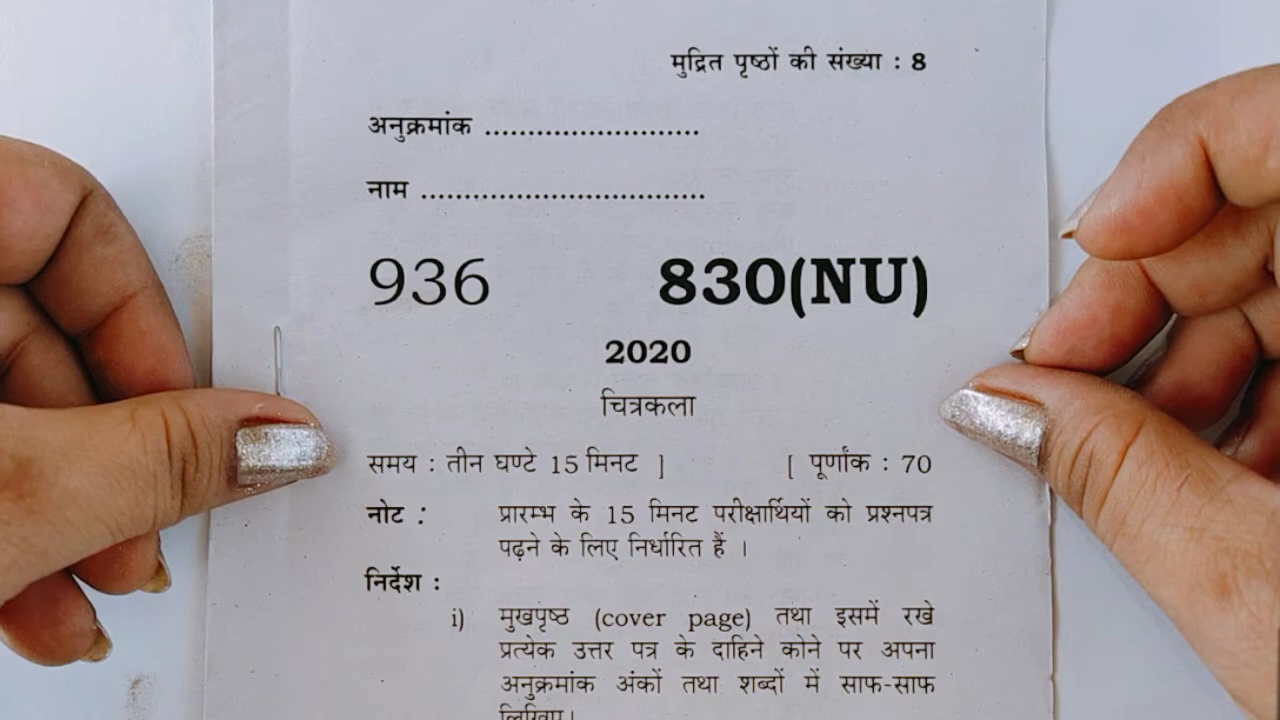 मुद्रित पृष्ठों की संख्या : 8
अनुक्रमांक .........................
नाम .................................
936 830(NU)
2020
चित्रकला
समय : तीन घण्टे 15 मिनट ] [ पूर्णांक : 70
नोट : प्रारम्भ के 15 मिनट परीक्षार्थियों को प्रश्नपत्र
पढ़ने के लिए निर्धारित हैं ।
निर्देश :
i) मुखपृष्ठ (cover page) तथा इसमें रखे
प्रत्येक उत्तर पत्र के दाहिने कोने पर अपना
अनुक्रमांक अंकों तथा शब्दों में साफ-साफ
लिखिए।